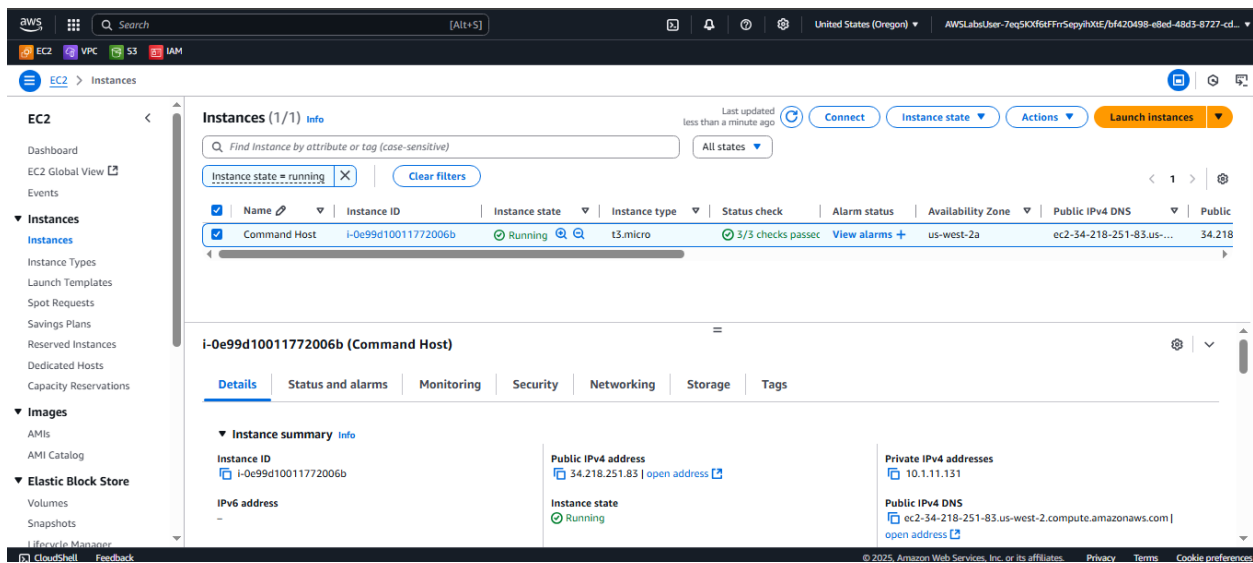 aws Search [Alt+S] United States (Oregon) ▼ AWSLabsUser-7eq5KXf6tFFrrSepyihXtE/bf420498-e8ed-48d3-8727-cd... ▼
EC2 VPC S3 IAM
EC2 > Instances
EC2
Dashboard
EC2 Global View
Events
▼ Instances
Instances
Instance Types
Launch Templates
Spot Requests
Savings Plans
Reserved Instances
Dedicated Hosts
Capacity Reservations
▼ Images
AMIs
AMI Catalog
▼ Elastic Block Store
Volumes
Snapshots
Lifecycle Manager
Instances (1/1) Info
Last updated
less than a minute ago
Connect Instance state ▼ Actions ▼ Launch instances ▼
Find Instance by attribute or tag (case-sensitive) All states ▼
Instance state = running X Clear filters
< 1 >
Name Instance ID Instance state Instance type Status check Alarm status Availability Zone Public IPv4 DNS Public
Command Host i-0e99d10011772006b Running t3.micro 3/3 checks passed View alarms + us-west-2a ec2-34-218-251-83.us-... 34.218
i-0e99d10011772006b (Command Host)
Details Status and alarms Monitoring Security Networking Storage Tags
▼ Instance summary Info
Instance ID
i-0e99d10011772006b
Public IPv4 address
34.218.251.83 | open address
Private IPv4 addresses
10.1.11.131
IPv6 address
–
Instance state
Running
Public IPv4 DNS
ec2-34-218-251-83.us-west-2.compute.amazonaws.com |
open address
CloudShell Feedback © 2025, Amazon Web Services, Inc. or its affiliates. Privacy Terms Cookie preferences